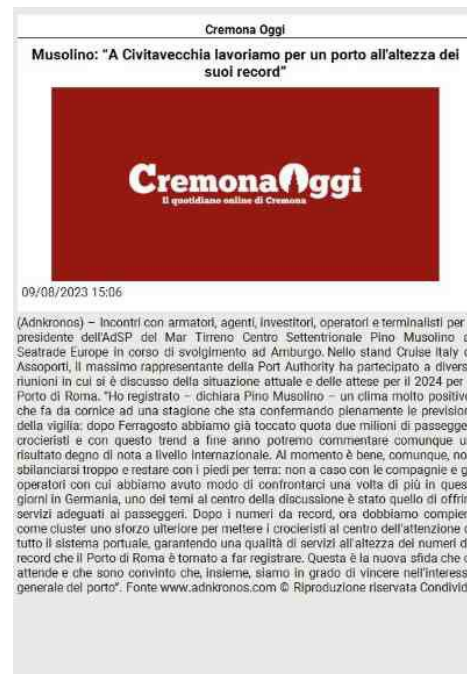 Cremona Oggi
Musolino: "A Civitavecchia lavoriamo per un porto all'altezza dei
suoi record"
CremonaOggi
Il quotidiano online di Cremona
09/08/2023 15:06
(Adnkronos) – Incontri con armatori, agenti, investitori, operatori e terminalisti per
presidente dell'AdSP del Mar Tirreno Centro Settentrionale Pino Musolino a
Seatrade Europe in corso di svolgimento ad Amburgo. Nello stand Cruise Italy d
Assoporti, il massimo rappresentante della Port Authority ha partecipato a divers
riunioni in cui si è discusso della situazione attuale e delle attese per il 2024 per
Porto di Roma. "Ho registrato – dichiara Pino Musolino – un clima molto positivo
che fa da cornice ad una stagione che sta confermando pienamente le prevision
della vigilia: dopo Ferragosto abbiamo già toccato quota due milioni di passegge
crocieristi e con questo trend a fine anno potremo commentare comunque u
risultato degno di nota a livello internazionale. Al momento è bene, comunque, no
sbilanciarsi troppo e restare con i piedi per terra: non a caso con le compagnie e g
operatori con cui abbiamo avuto modo di confrontarci una volta di più in ques
giorni in Germania, uno dei temi al centro della discussione è stato quello di offrir
servizi adeguati ai passeggeri. Dopo i numeri da record, ora dobbiamo compier
come cluster uno sforzo ulteriore per mettere i crocieristi al centro dell'attenzione d
tutto il sistema portuale, garantendo una qualità di servizi all'altezza dei numeri d
record che il Porto di Roma è tornato a far registrare. Questa è la nuova sfida che c
attende e che sono convinto che, insieme, siamo in grado di vincere nell'interess
generale del porto". Fonte www.adnkronos.com © Riproduzione riservata Condivid